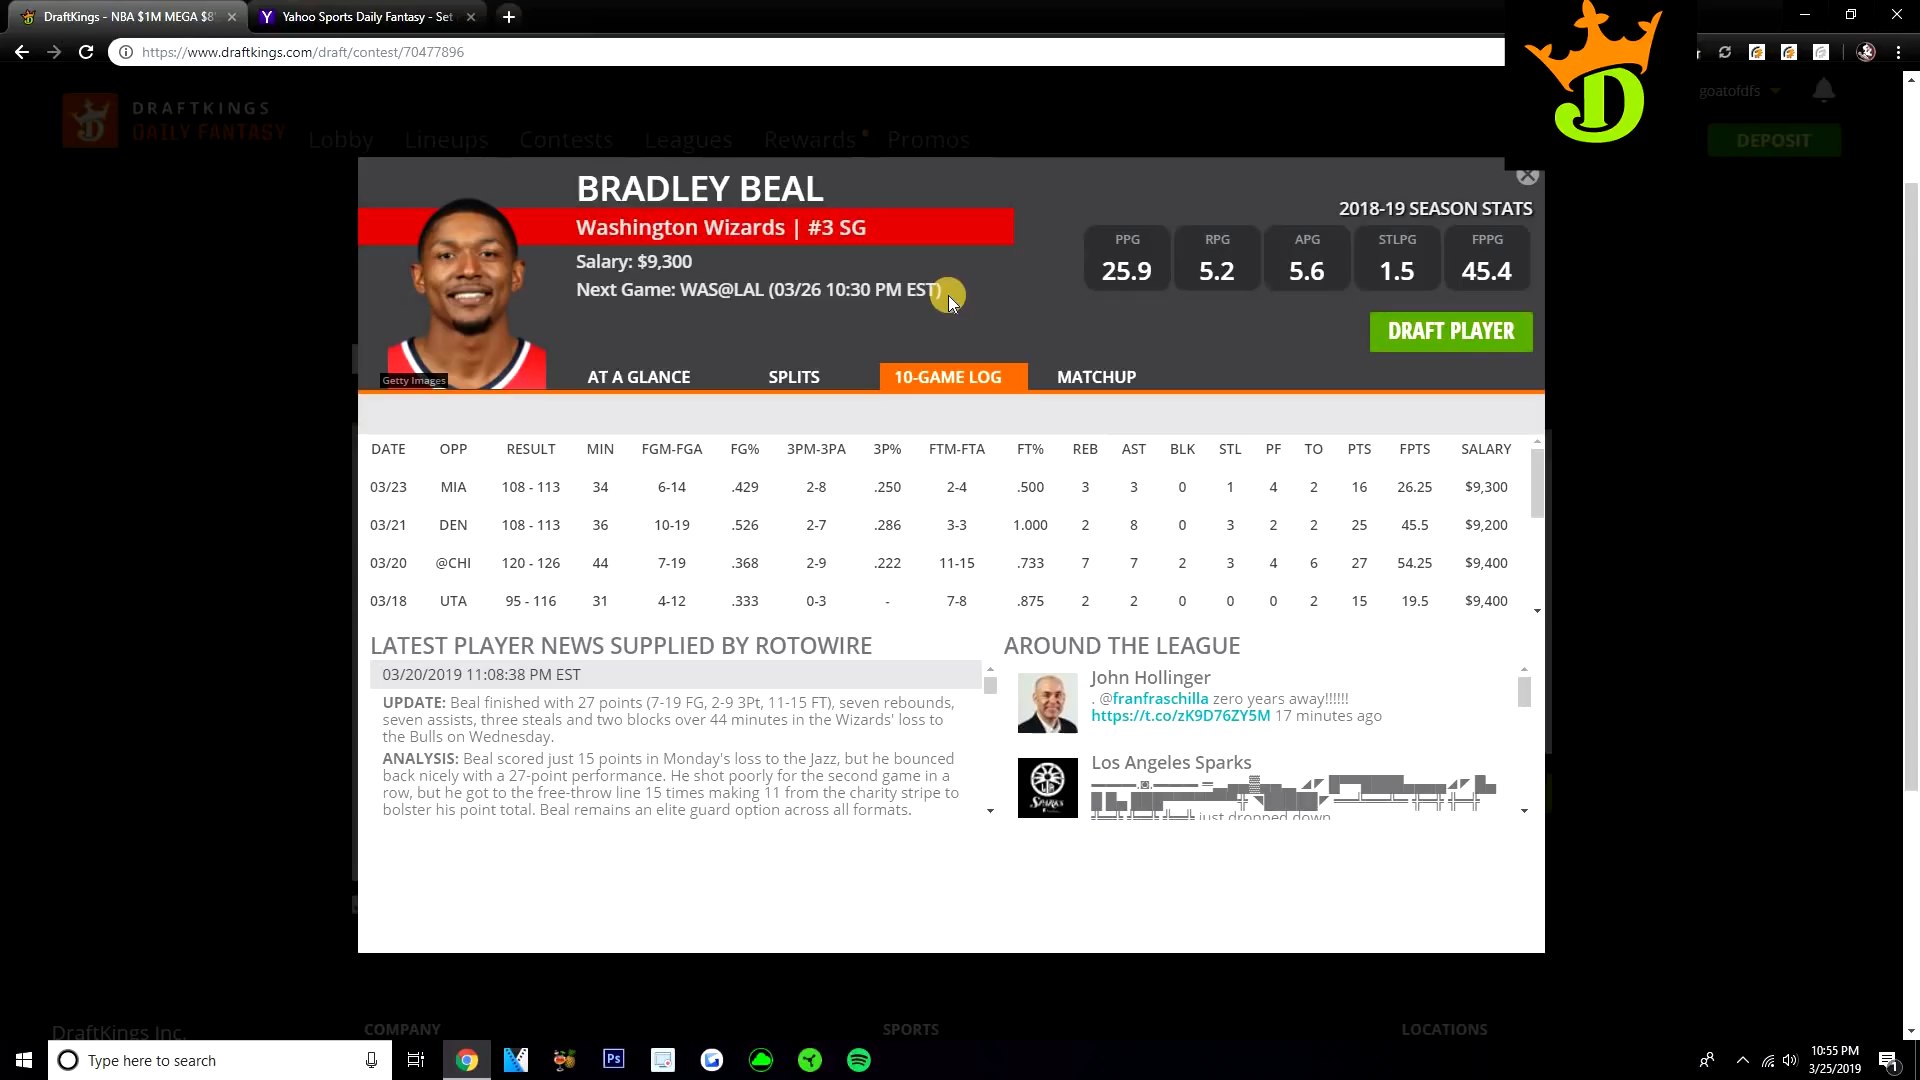 DraftKings - NBA $1M MEGA $8'
Yahoo Sports Daily Fantasy - Set
https://www.draftkings.com/draft/contest/70477896
DRAFTKINGS
DAILY FANTASY
Lobby Lineups Contests Leagues Rewards Promos
goatofdfs
DEPOSIT
BRADLEY BEAL
Washington Wizards | #3 SG
Salary: $9,300
Next Game: WAS@LAL (03/26 10:30 PM EST)
Getty Images
2018-19 SEASON STATS
PPG RPG APG STLPG FPPG
25.9 5.2 5.6 1.5 45.4
DRAFT PLAYER
AT A GLANCE SPLITS 10-GAME LOG MATCHUP
DATE OPP RESULT MIN FGM-FGA FG% 3PM-3PA 3P% FTM-FTA FT% REB AST BLK STL PF TO PTS FPTS SALARY
03/23 MIA 108 - 113 34 6-14 .429 2-8 .250 2-4 .500 3 3 0 1 4 2 16 26.25 $9,300
03/21 DEN 108 - 113 36 10-19 .526 2-7 .286 3-3 1.000 2 8 0 3 2 2 25 45.5 $9,200
03/20 @CHI 120 - 126 44 7-19 .368 2-9 .222 11-15 .733 7 7 2 3 4 6 27 54.25 $9,400
03/18 UTA 95 - 116 31 4-12 .333 0-3 - 7-8 .875 2 2 0 0 0 2 15 19.5 $9,400
LATEST PLAYER NEWS SUPPLIED BY ROTOWIRE
03/20/2019 11:08:38 PM EST
UPDATE: Beal finished with 27 points (7-19 FG, 2-9 3Pt, 11-15 FT), seven rebounds,
seven assists, three steals and two blocks over 44 minutes in the Wizards' loss to
the Bulls on Wednesday.
ANALYSIS: Beal scored just 15 points in Monday's loss to the Jazz, but he bounced
back nicely with a 27-point performance. He shot poorly for the second game in a
row, but he got to the free-throw line 15 times making 11 from the charity stripe to
bolster his point total. Beal remains an elite guard option across all formats.
AROUND THE LEAGUE
John Hollinger
. @franfraschilla zero years away!!!!!!
https://t.co/zK9D76ZY5M 17 minutes ago
Los Angeles Sparks
SPARKS
just dropped down
DraftKings Inc.
COMPANY SPORTS LOCATIONS
Type here to search
Ps
10:55 PM
3/25/2019
1